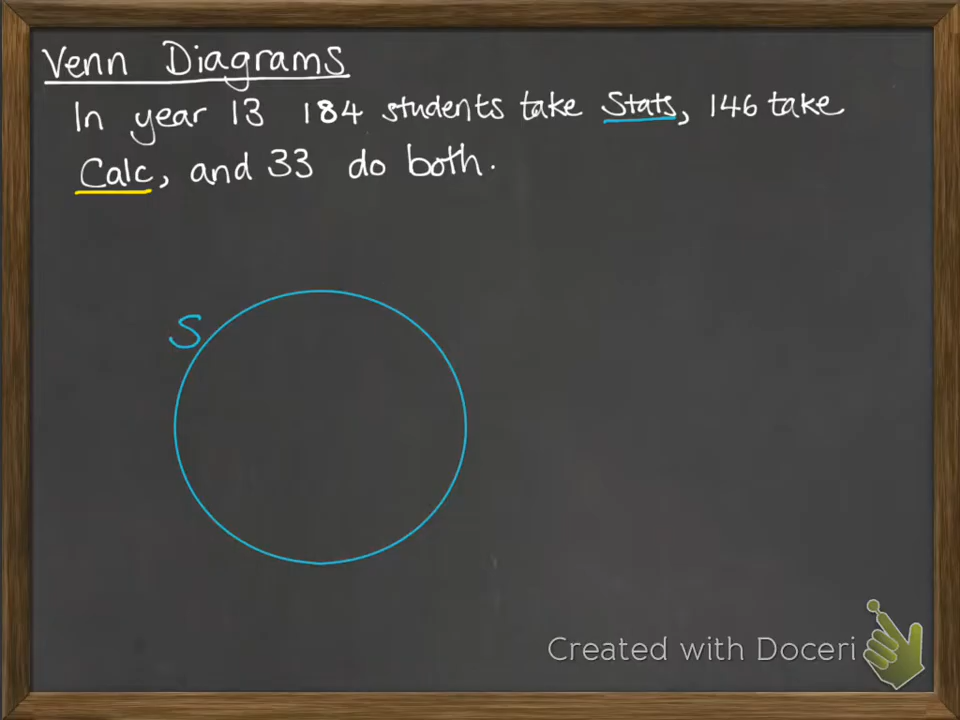 Venn Diagrams
In year 13 184 students take Stats, 146 take
Calc, and 33 do both.
S
Created with Doceri